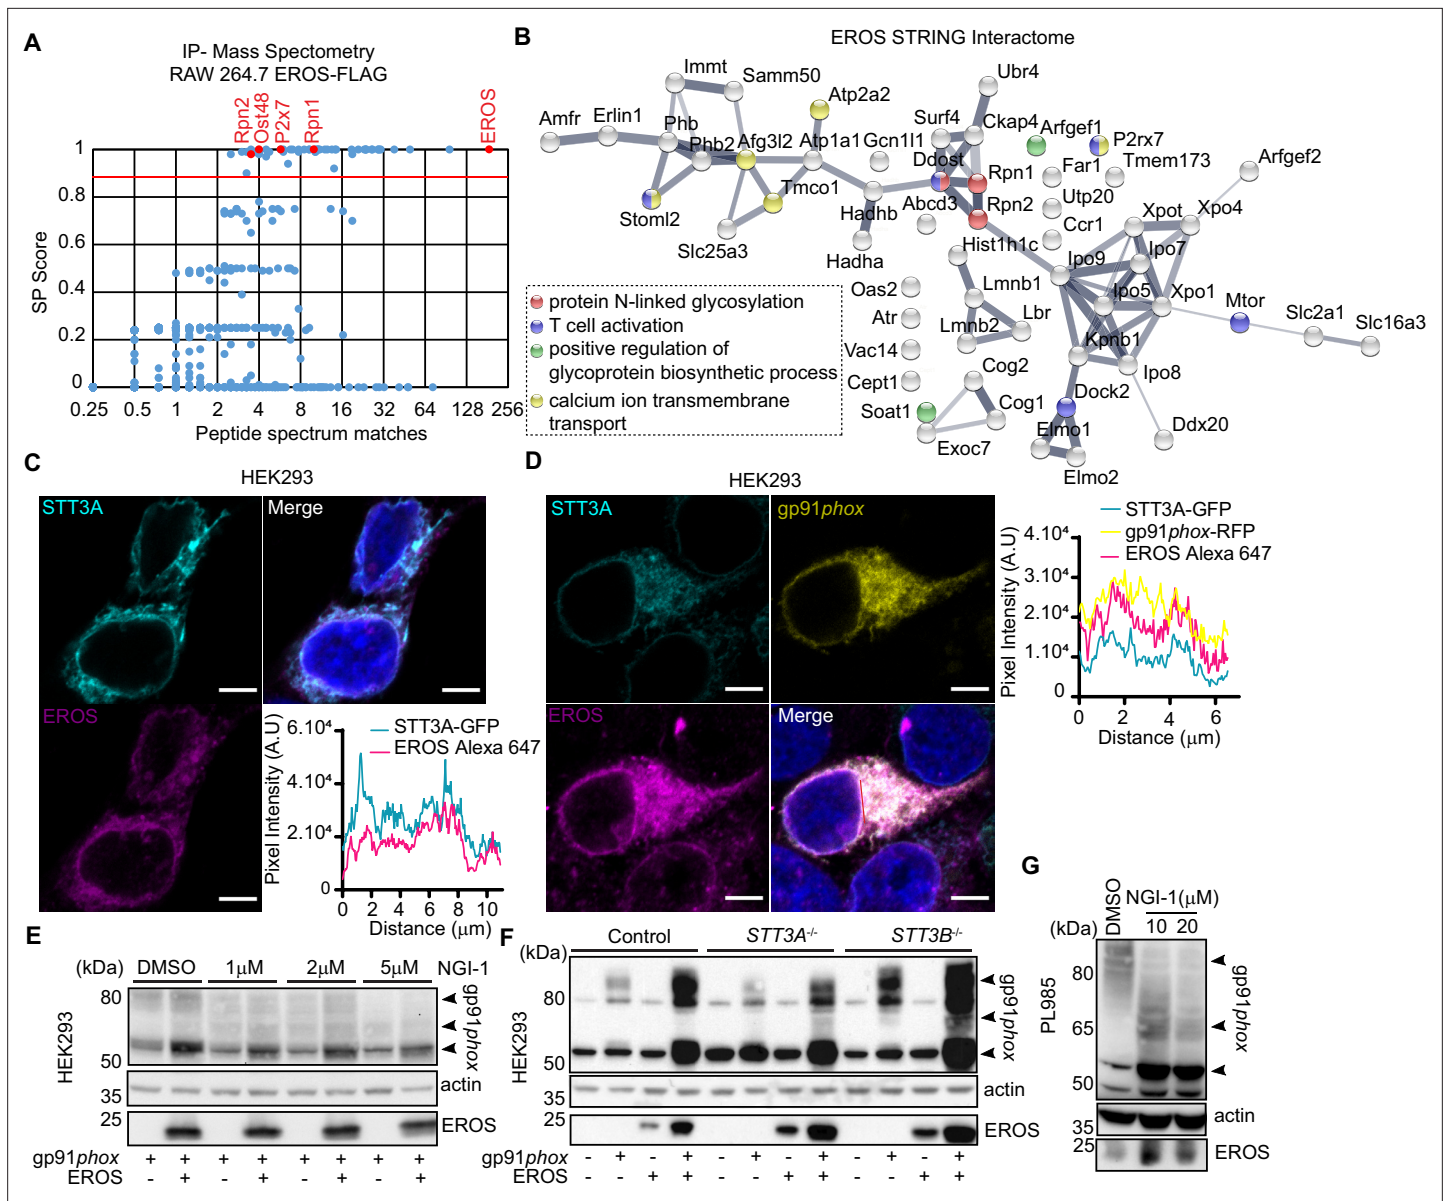 A
IP- Mass Spectometry
RAW 264.7 EROS-FLAG
Rpn2
Ost48
P2x7
Rpn1
EROS
SP Score
1
0.8
0.6
0.4
0.2
0
0.25 0.5 1 2 4 8 16 32 64 128 256
Peptide spectrum matches
B
EROS STRING Interactome
Immt
Samm50
Ubr4
Atp2a2
Amfr
Erlin1
Phb
Phb2
Afg3l2
Atp1a1
Gcn1l1
Surf4
Ckap4
Arfgef1
P2rx7
Ddost
Far1
Tmem173
Arfgef2
Stoml2
Tmco1
Rpn1
Utp20
Slc25a3
Hadhb
Abcd3
Rpn2
Ccr1
Xpot
Xpo4
Hadha
Hist1h1c
Ipo9
Ipo7
Oas2
Lmnb1
Ipo5
Xpo1
Mtor
Atr
Lmnb2
Lbr
Kpnb1
Slc2a1
Slc16a3
Vac14
Cog2
Ipo8
Cept1
Cog1
Dock2
Soat1
Exoc7
Elmo1
Ddx20
Elmo2
protein N-linked glycosylation
T cell activation
positive regulation of
glycoprotein biosynthetic process
calcium ion transmembrane
transport
C
HEK293
STT3A
Merge
EROS
6.10⁴
4.10⁴
2.10⁴
0
Pixel Intensity (A.U)
STT3A-GFP
EROS Alexa 647
0 2 4 6 8 10
Distance (μm)
D
HEK293
STT3A
gp91phox
EROS
Merge
STT3A-GFP
gp91phox-RFP
EROS Alexa 647
4.10⁴
3.10⁴
2.10⁴
1.10⁴
0
Pixel Intensity (A.U)
0 2 4 6
Distance (μm)
E
(kDa)
DMSO 1μM 2μM 5μM NGI-1
HEK293
80
50
gp91phox
35
actin
25
EROS
gp91phox + + + + + + + +
EROS - + - + - + - +
F
(kDa)
Control STT3A-/- STT3B-/-
HEK293
80
50
gp91phox
35
actin
25
EROS
gp91phox - + - + - + - + - + - +
EROS - - + + - - + + - - + +
G
DMSO
NGI-1(μM)
(kDa)
10 20
PL985
80
65
50
gp91phox
35
actin
25
EROS